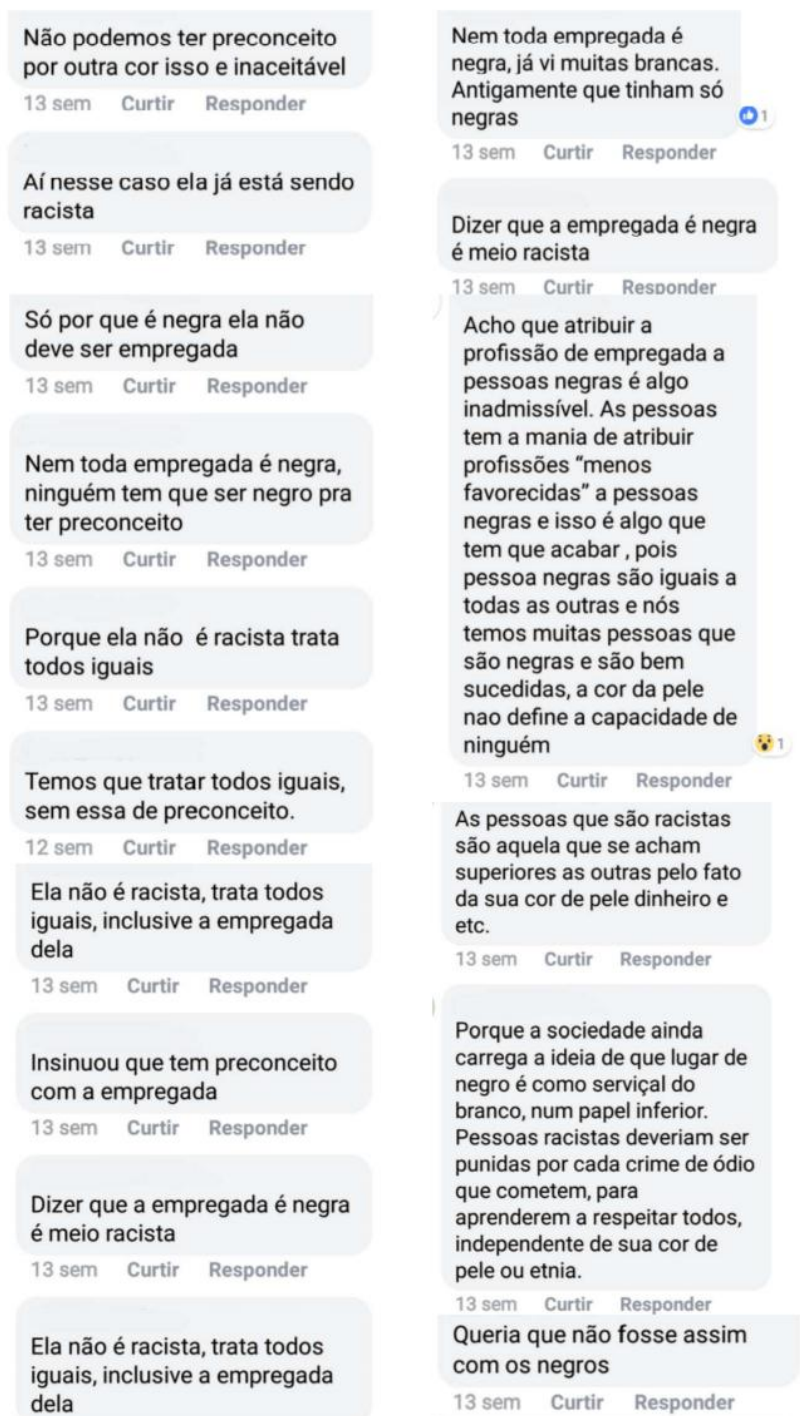 Não podemos ter preconceito
por outra cor isso e inaceitável
13 sem Curtir Responder
Aí nesse caso ela já está sendo
racista
13 sem Curtir Responder
Só por que é negra ela não
deve ser empregada
13 sem Curtir Responder
Nem toda empregada é negra,
ninguém tem que ser negro pra
ter preconceito
13 sem Curtir Responder
Porque ela não é racista trata
todos iguais
13 sem Curtir Responder
Temos que tratar todos iguais,
sem essa de preconceito.
12 sem Curtir Responder
Ela não é racista, trata todos
iguais, inclusive a empregada
dela
13 sem Curtir Responder
Insinuou que tem preconceito
com a empregada
13 sem Curtir Responder
Dizer que a empregada é negra
é meio racista
13 sem Curtir Responder
Ela não é racista, trata todos
iguais, inclusive a empregada
dela
Nem toda empregada é
negra, já vi muitas brancas.
Antigamente que tinham só
negras
1
13 sem Curtir Responder
Dizer que a empregada é negra
é meio racista
13 sem Curtir Responder
Acho que atribuir a
profissão de empregada a
pessoas negras é algo
inadmissível. As pessoas
tem a mania de atribuir
profissões “menos
favorecidas” a pessoas
negras e isso é algo que
tem que acabar , pois
pessoa negras são iguais a
todas as outras e nós
temos muitas pessoas que
são negras e são bem
sucedidas, a cor da pele
nao define a capacidade de
ninguém
1
13 sem Curtir Responder
As pessoas que são racistas
são aquela que se acham
superiores as outras pelo fato
da sua cor de pele dinheiro e
etc.
13 sem Curtir Responder
Porque a sociedade ainda
carrega a ideia de que lugar de
negro é como serviçal do
branco, num papel inferior.
Pessoas racistas deveriam ser
punidas por cada crime de ódio
que cometem, para
aprenderem a respeitar todos,
independente de sua cor de
pele ou etnia.
13 sem Curtir Responder
Queria que não fosse assim
com os negros
13 sem Curtir Responder